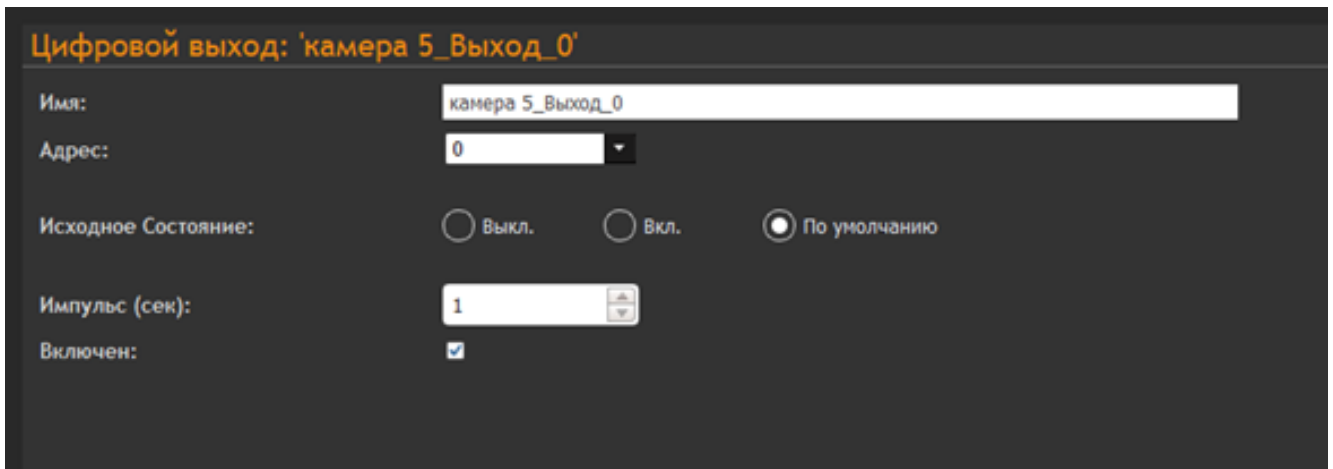 Цифровой выход: 'камера 5_Выход_0'
Имя: камера 5_Выход_0
Адрес: 0
Исходное Состояние: Выкл. Вкл. По умолчанию
Импульс (сек): 1
Включен: